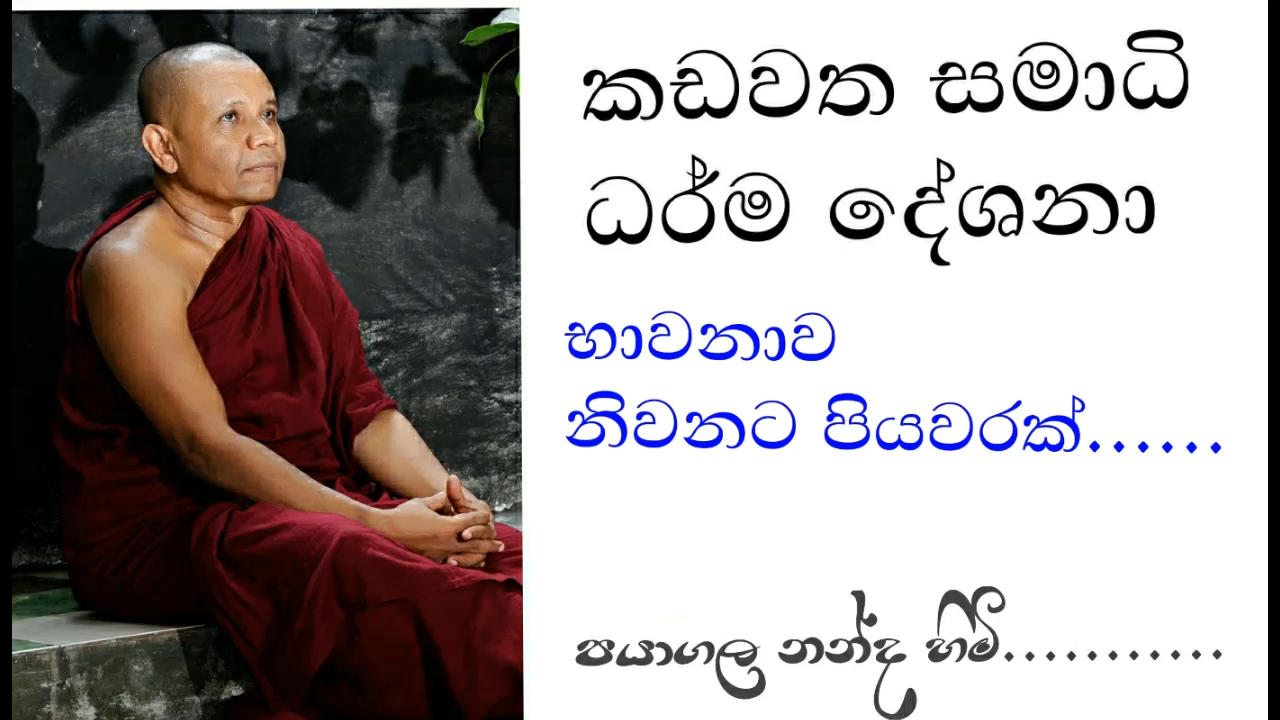 කඩවත සමාධි
ධර්ම දේශනා
භාවනාව
නිවනට පියවරක්......
පයාගල නන්ද හිමි...........